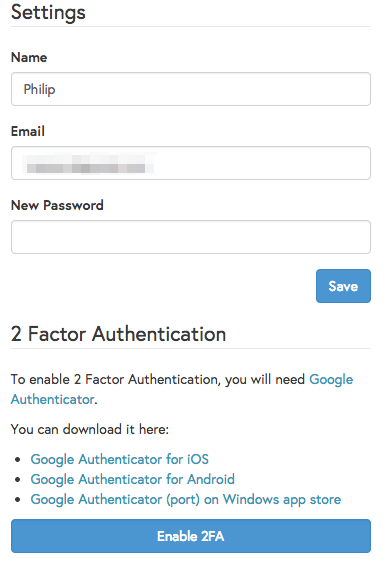 Settings
Name
Philip
Email
New Password
Save
2 Factor Authentication
To enable 2 Factor Authentication, you will need Google
Authenticator.
You can download it here:
Google Authenticator for iOS
Google Authenticator for Android
Google Authenticator (port) on Windows app store
Enable 2FA